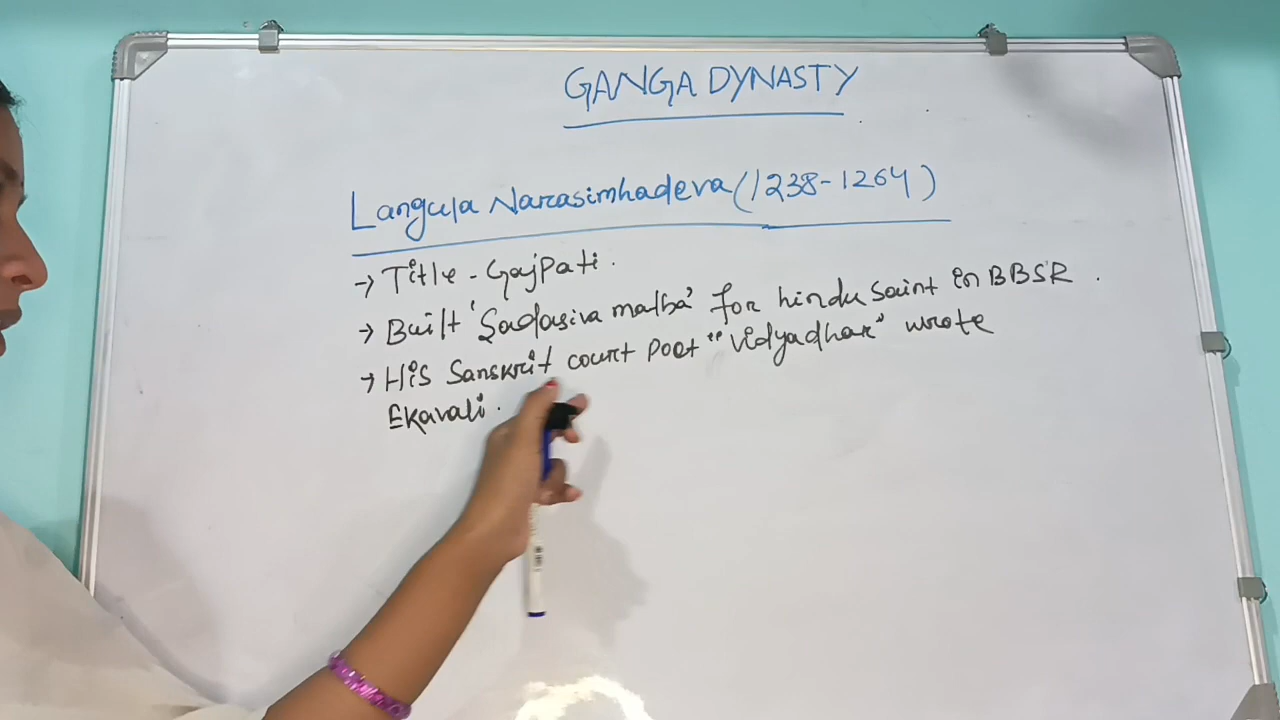 GANGA DYNASTY
Langula Narasimhadeva (1238-1264)
→ Title - Gajpati.
→ Built 'Sadasiva matha' for hindu Saint in BBSR.
→ His Sanskrit court Poet "Vidyadhar" wrote
Ekavali.